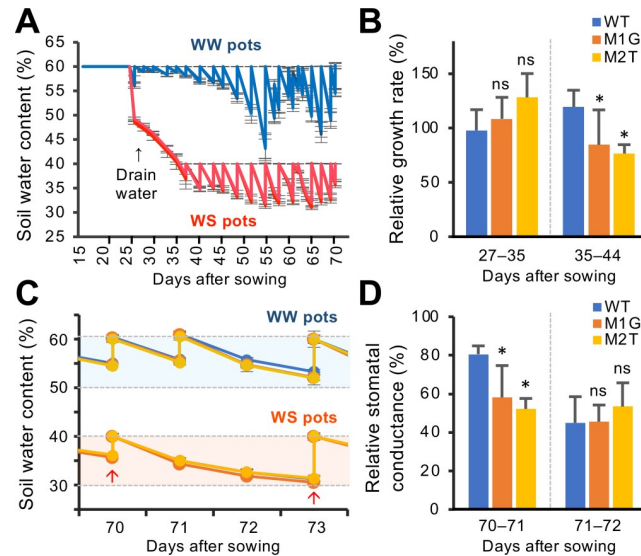 A
WW pots
Soil water content (%)
65
60
55
50
45
40
35
30
25
↑
Drain
water
WS pots
15 20 25 30 35 40 45 50 55 60 65 70
Days after sowing
B
WT
M1G
M2T
Relative growth rate (%)
150
100
50
0
ns
ns
*
*
27–35
35–44
Days after sowing
C
WW pots
Soil water content (%)
60
50
WS pots
40
30
70 71 72 73
Days after sowing
D
WT
M1G
M2T
Relative stomatal
conductance (%)
100
80
60
40
20
0
*
*
ns
ns
70–71
71–72
Days after sowing